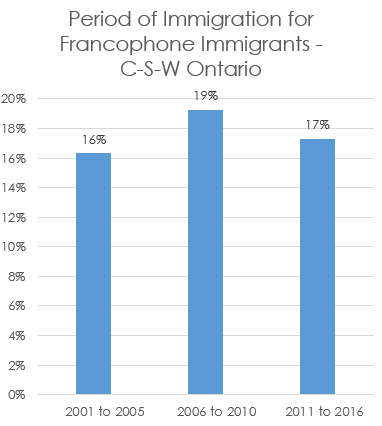 Period of Immigration for
Francophone Immigrants -
C-S-W Ontario
20%
18%
16%
14%
12%
10%
8%
6%
4%
2%
0%
16%
19%
17%
2001 to 2005
2006 to 2010
2011 to 2016